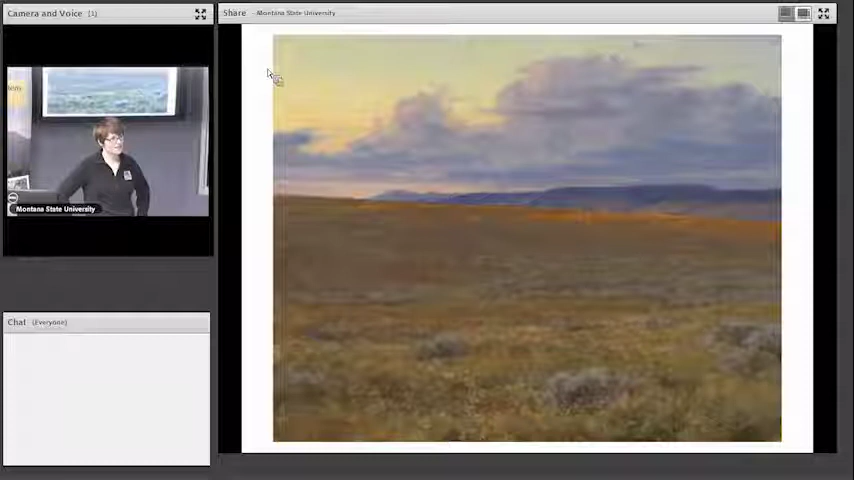 Camera and Voice (1)
Share - Montana State University
Montana State University
Chat (Everyone)